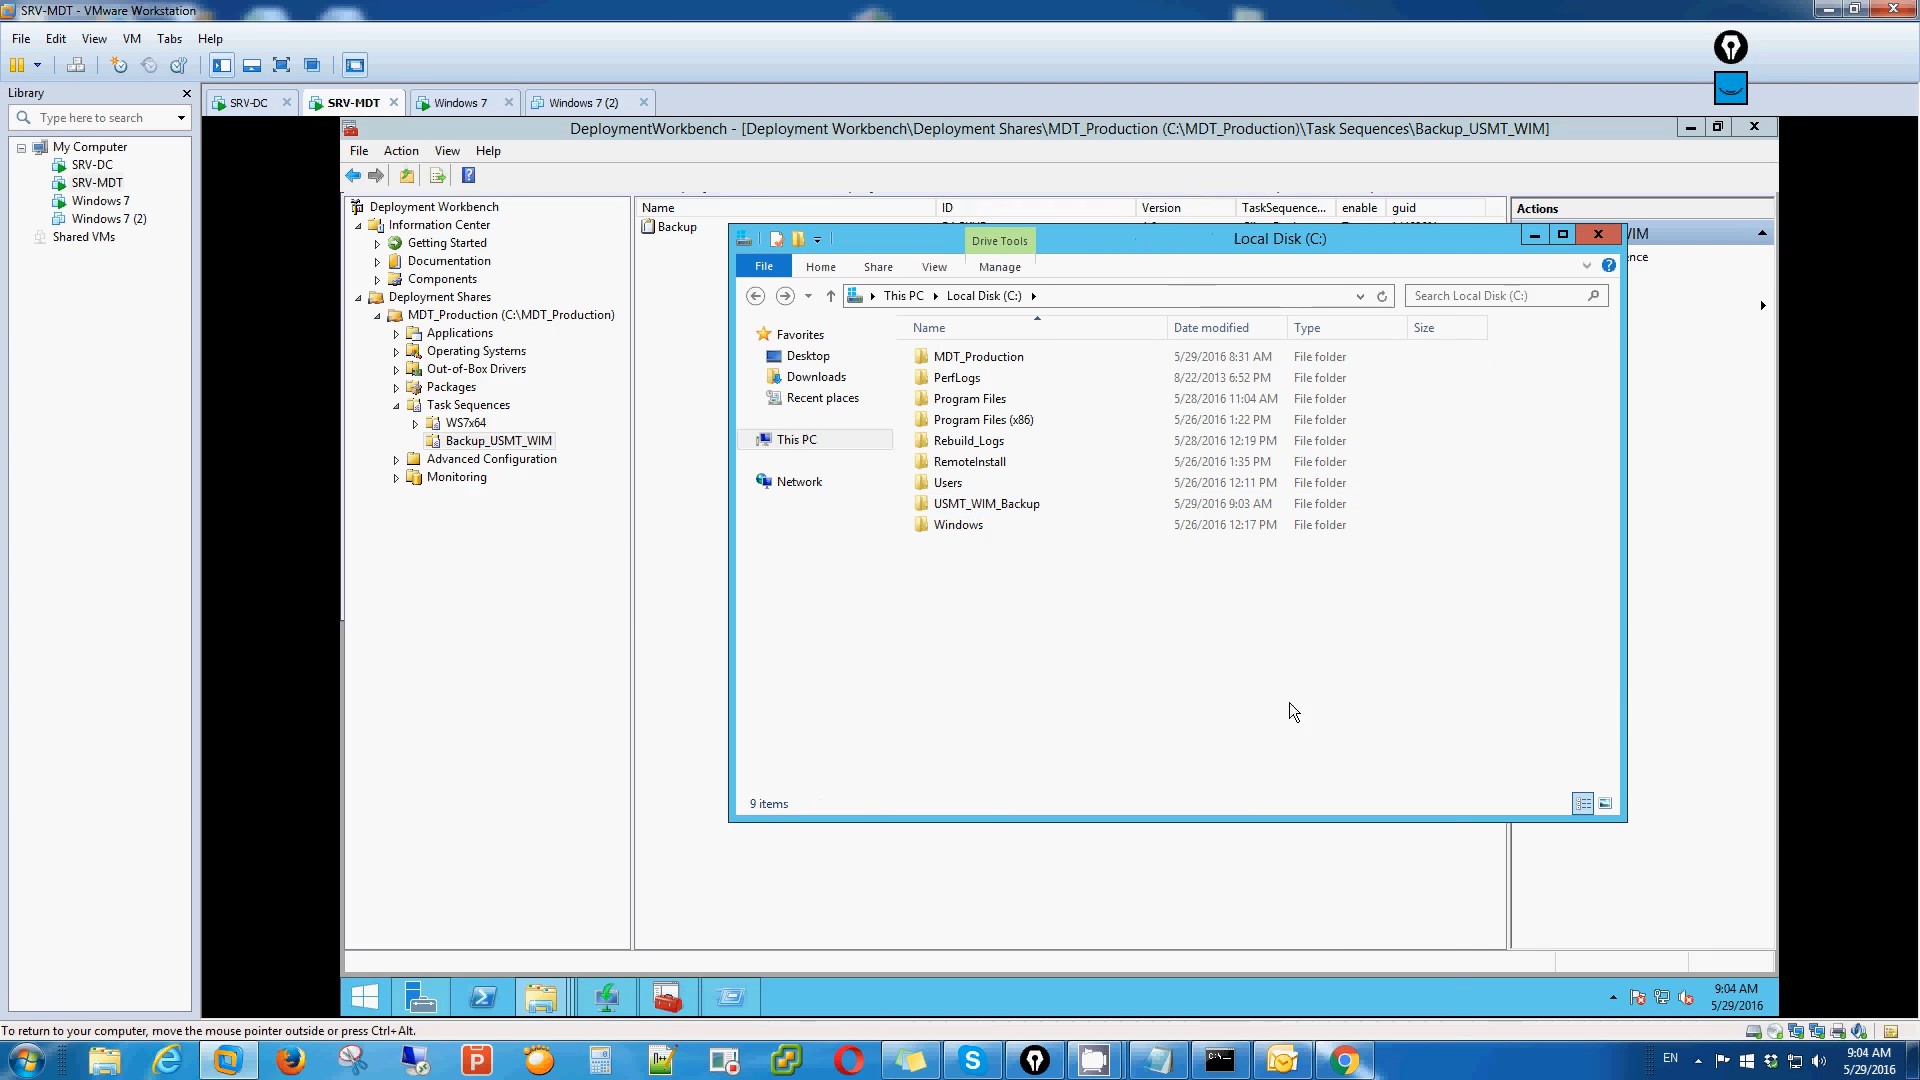 SRV-MDT - VMware Workstation
File Edit View VM Tabs Help
Library
Type here to search
My Computer
SRV-DC
SRV-MDT
Windows 7
Windows 7 (2)
Shared VMs
SRV-DC SRV-MDT Windows 7 Windows 7 (2)
DeploymentWorkbench - [Deployment Workbench\Deployment Shares\MDT_Production (C:\MDT_Production)\Task Sequences\Backup_USMT_WIM]
File Action View Help
Deployment Workbench
Information Center
Getting Started
Documentation
Components
Deployment Shares
MDT_Production (C:\MDT_Production)
Applications
Operating Systems
Out-of-Box Drivers
Packages
Task Sequences
WS7x64
Backup_USMT_WIM
Advanced Configuration
Monitoring
Name ID Version TaskSequence... enable guid
Backup
Actions
Drive Tools
Local Disk (C:)
File Home Share View Manage
This PC Local Disk (C:)
Search Local Disk (C:)
Favorites
Desktop
Downloads
Recent places
This PC
Network
Name Date modified Type Size
MDT_Production 5/29/2016 8:31 AM File folder
PerfLogs 8/22/2013 6:52 PM File folder
Program Files 5/28/2016 11:04 AM File folder
Program Files (x86) 5/26/2016 1:22 PM File folder
Rebuild_Logs 5/28/2016 12:19 PM File folder
RemoteInstall 5/26/2016 1:35 PM File folder
Users 5/26/2016 12:11 PM File folder
USMT_WIM_Backup 5/29/2016 9:03 AM File folder
Windows 5/26/2016 12:17 PM File folder
9 items
9:04 AM
5/29/2016
To return to your computer, move the mouse pointer outside or press Ctrl+Alt.
EN
9:04 AM
5/29/2016